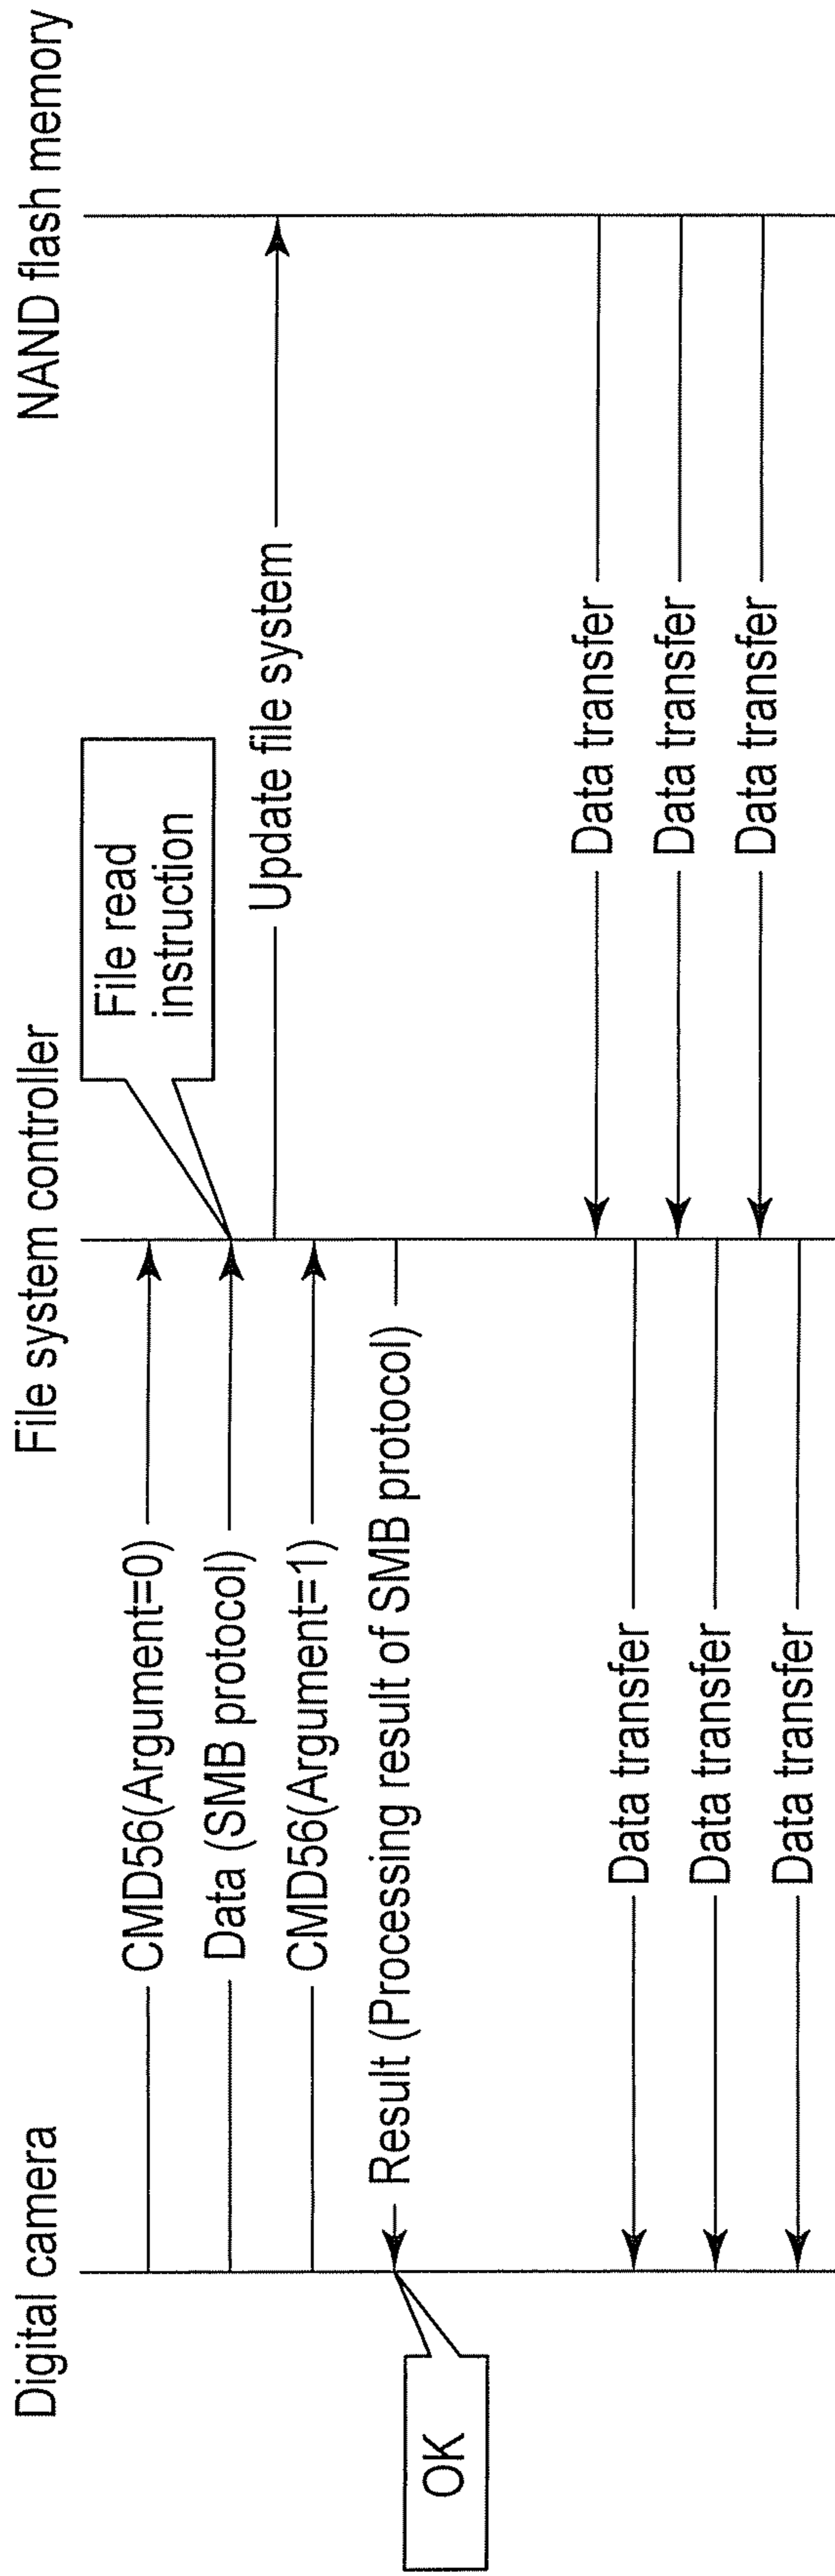 Digital camera
File system controller
NAND flash memory
CMD56(Argument=0)
File read
instruction
Data (SMB protocol)
Update file system
CMD56(Argument=1)
Result (Processing result of SMB protocol)
OK
Data transfer
Data transfer
Data transfer
Data transfer
Data transfer
Data transfer